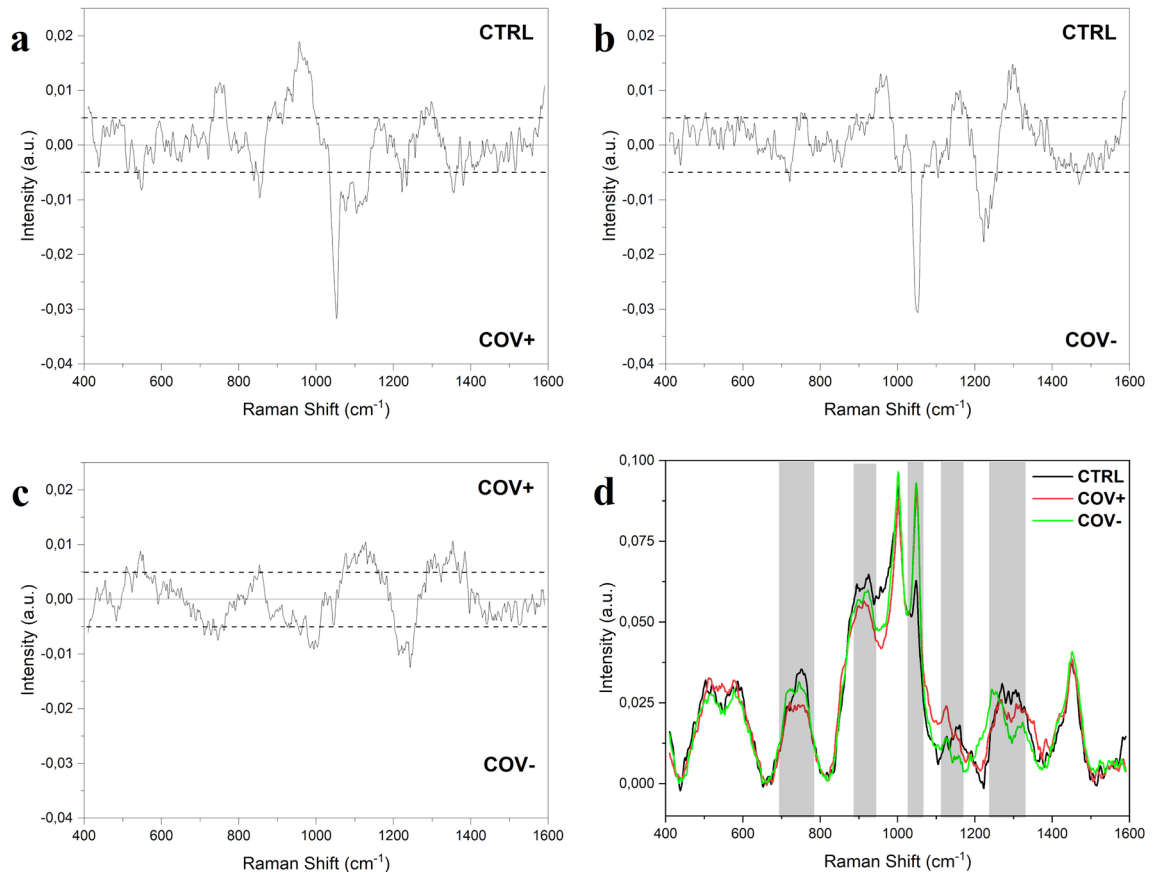 a
CTRL
0,02
0,01
0,00
-0,01
-0,02
-0,03
-0,04
Intensity (a.u.)
COV+
400 600 800 1000 1200 1400 1600
Raman Shift (cm⁻¹)
b
CTRL
0,02
0,01
0,00
-0,01
-0,02
-0,03
-0,04
Intensity (a.u.)
COV-
400 600 800 1000 1200 1400 1600
Raman Shift (cm⁻¹)
c
COV+
0,02
0,01
0,00
-0,01
-0,02
-0,03
-0,04
Intensity (a.u.)
COV-
400 600 800 1000 1200 1400 1600
Raman Shift (cm⁻¹)
d
CTRL
COV+
COV-
0,100
0,075
0,050
0,025
0,000
Intensity (a.u.)
400 600 800 1000 1200 1400 1600
Raman Shift (cm⁻¹)